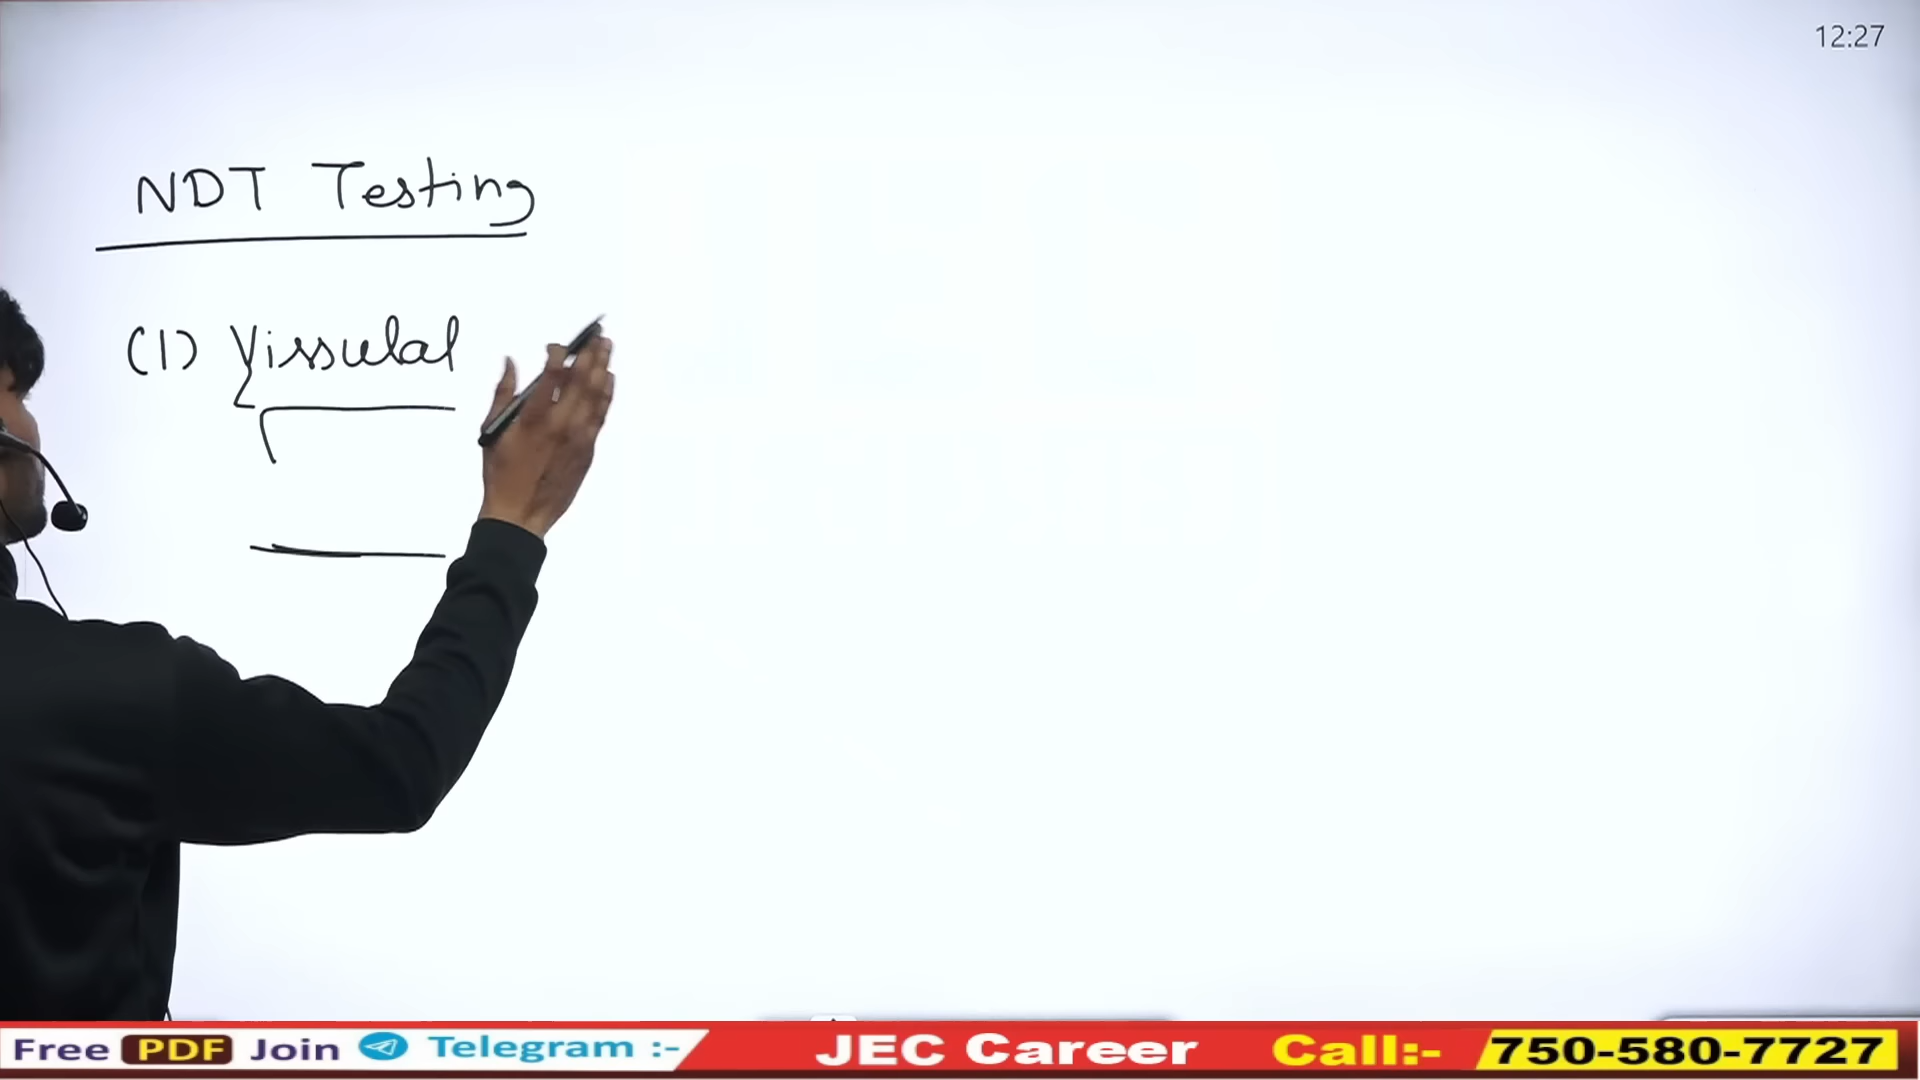 12:27
NDT Testing
(1) Vissulal
Free PDF Join Telegram :- JEC Career Call:- 750-580-7727